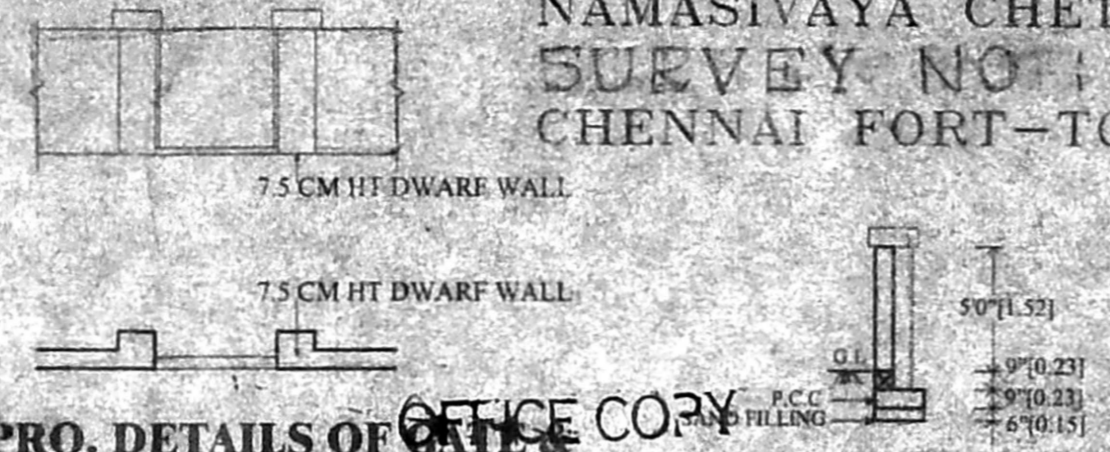 NAMASIVAYA CHET
SURVEY NO :
CHENNAI FORT-TO
7.5 CM HT DWARF WALL
7.5 CM HT DWARF WALL
5'0"[1.52]
G.L
9"[0.23]
P.C.C
9"[0.23]
SAND FILLING
6"[0.15]
OFFICE COPY
PRO. DETAILS OF GATE &